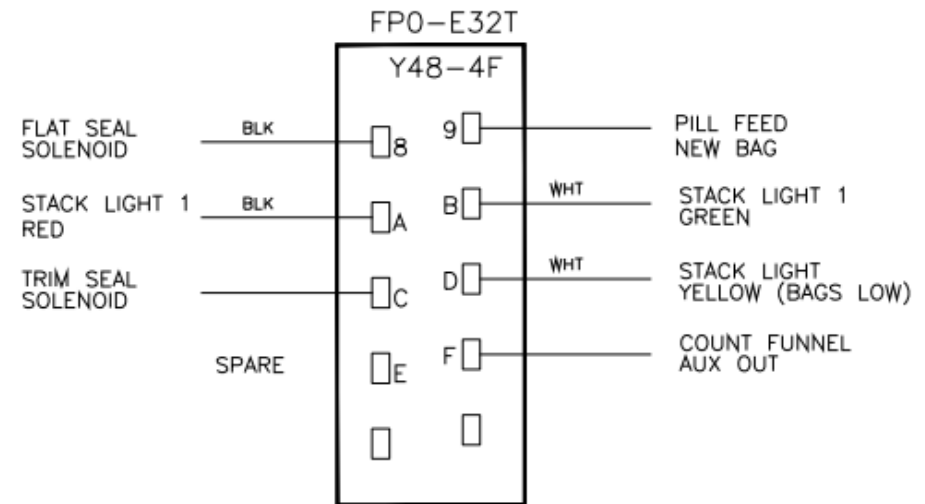 FP0-E32T
Y48-4F
FLAT SEAL
SOLENOID
BLK
8
9
PILL FEED
NEW BAG
STACK LIGHT 1
RED
BLK
A
B
WHT
STACK LIGHT 1
GREEN
TRIM SEAL
SOLENOID
C
D
WHT
STACK LIGHT
YELLOW (BAGS LOW)
SPARE
E
F
COUNT FUNNEL
AUX OUT